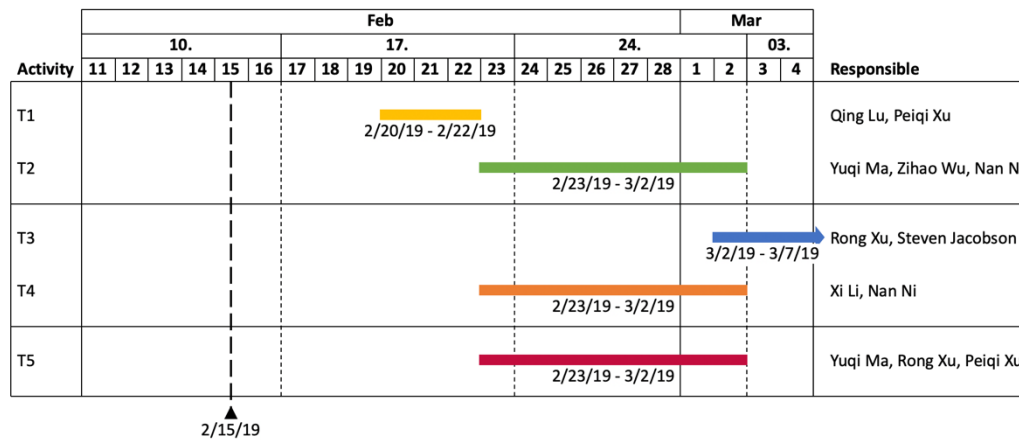 Feb Mar
10. 17. 24. 03.
Activity 11 12 13 14 15 16 17 18 19 20 21 22 23 24 25 26 27 28 1 2 3 4 Responsible
T1 Qing Lu, Peiqi Xu
2/20/19 - 2/22/19
T2 Yuqi Ma, Zihao Wu, Nan N
2/23/19 - 3/2/19
T3 Rong Xu, Steven Jacobson
3/2/19 - 3/7/19
T4 Xi Li, Nan Ni
2/23/19 - 3/2/19
T5 Yuqi Ma, Rong Xu, Peiqi Xu
2/23/19 - 3/2/19
2/15/19